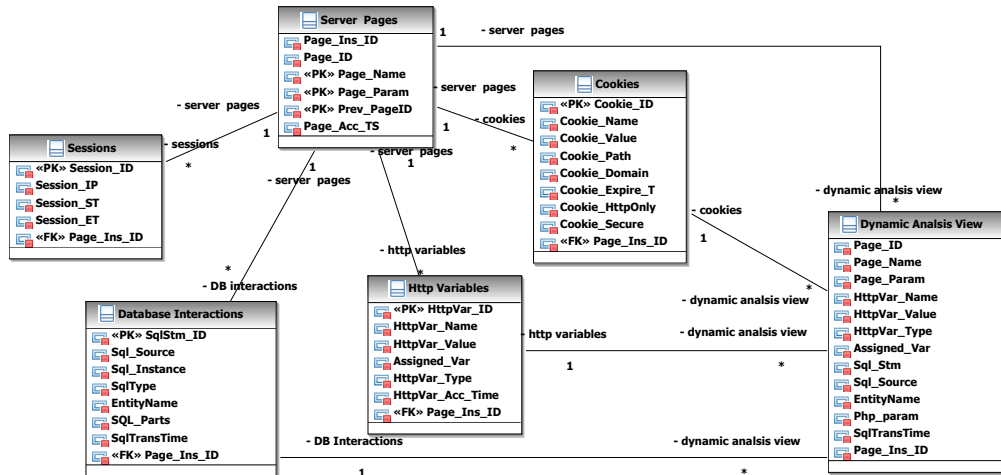 Server Pages
Page_Ins_ID
Page_ID
«PK» Page_Name
«PK» Page_Param
«PK» Prev_PageID
Page_Acc_TS
1
- server pages
- server pages
1
- cookies
*
- server pages
1
- sessions
*
1
- server pages
- server pages
1
Sessions
«PK» Session_ID
Session_IP
Session_ST
Session_ET
«FK» Page_Ins_ID
Cookies
«PK» Cookie_ID
Cookie_Name
Cookie_Value
Cookie_Path
Cookie_Domain
Cookie_Expire_T
Cookie_HttpOnly
Cookie_Secure
«FK» Page_Ins_ID
- dynamic analsis view
*
- cookies
1
*
- dynamic analsis view
- http variables
*
*
- DB interactions
Database Interactions
«PK» SqlStm_ID
Sql_Source
Sql_Instance
SqlType
EntityName
SQL_Parts
SqlTransTime
«FK» Page_Ins_ID
Http Variables
«PK» HttpVar_ID
HttpVar_Name
HttpVar_Value
Assigned_Var
HttpVar_Type
HttpVar_Acc_Time
«FK» Page_Ins_ID
- http variables
1
- dynamic analsis view
*
Dynamic Analsis View
Page_ID
Page_Name
Page_Param
HttpVar_Name
HttpVar_Value
HttpVar_Type
Assigned_Var
Sql_Stm
Sql_Source
EntityName
Php_param
SqlTransTime
Page_Ins_ID
- DB Interactions
1
- dynamic analsis view
*